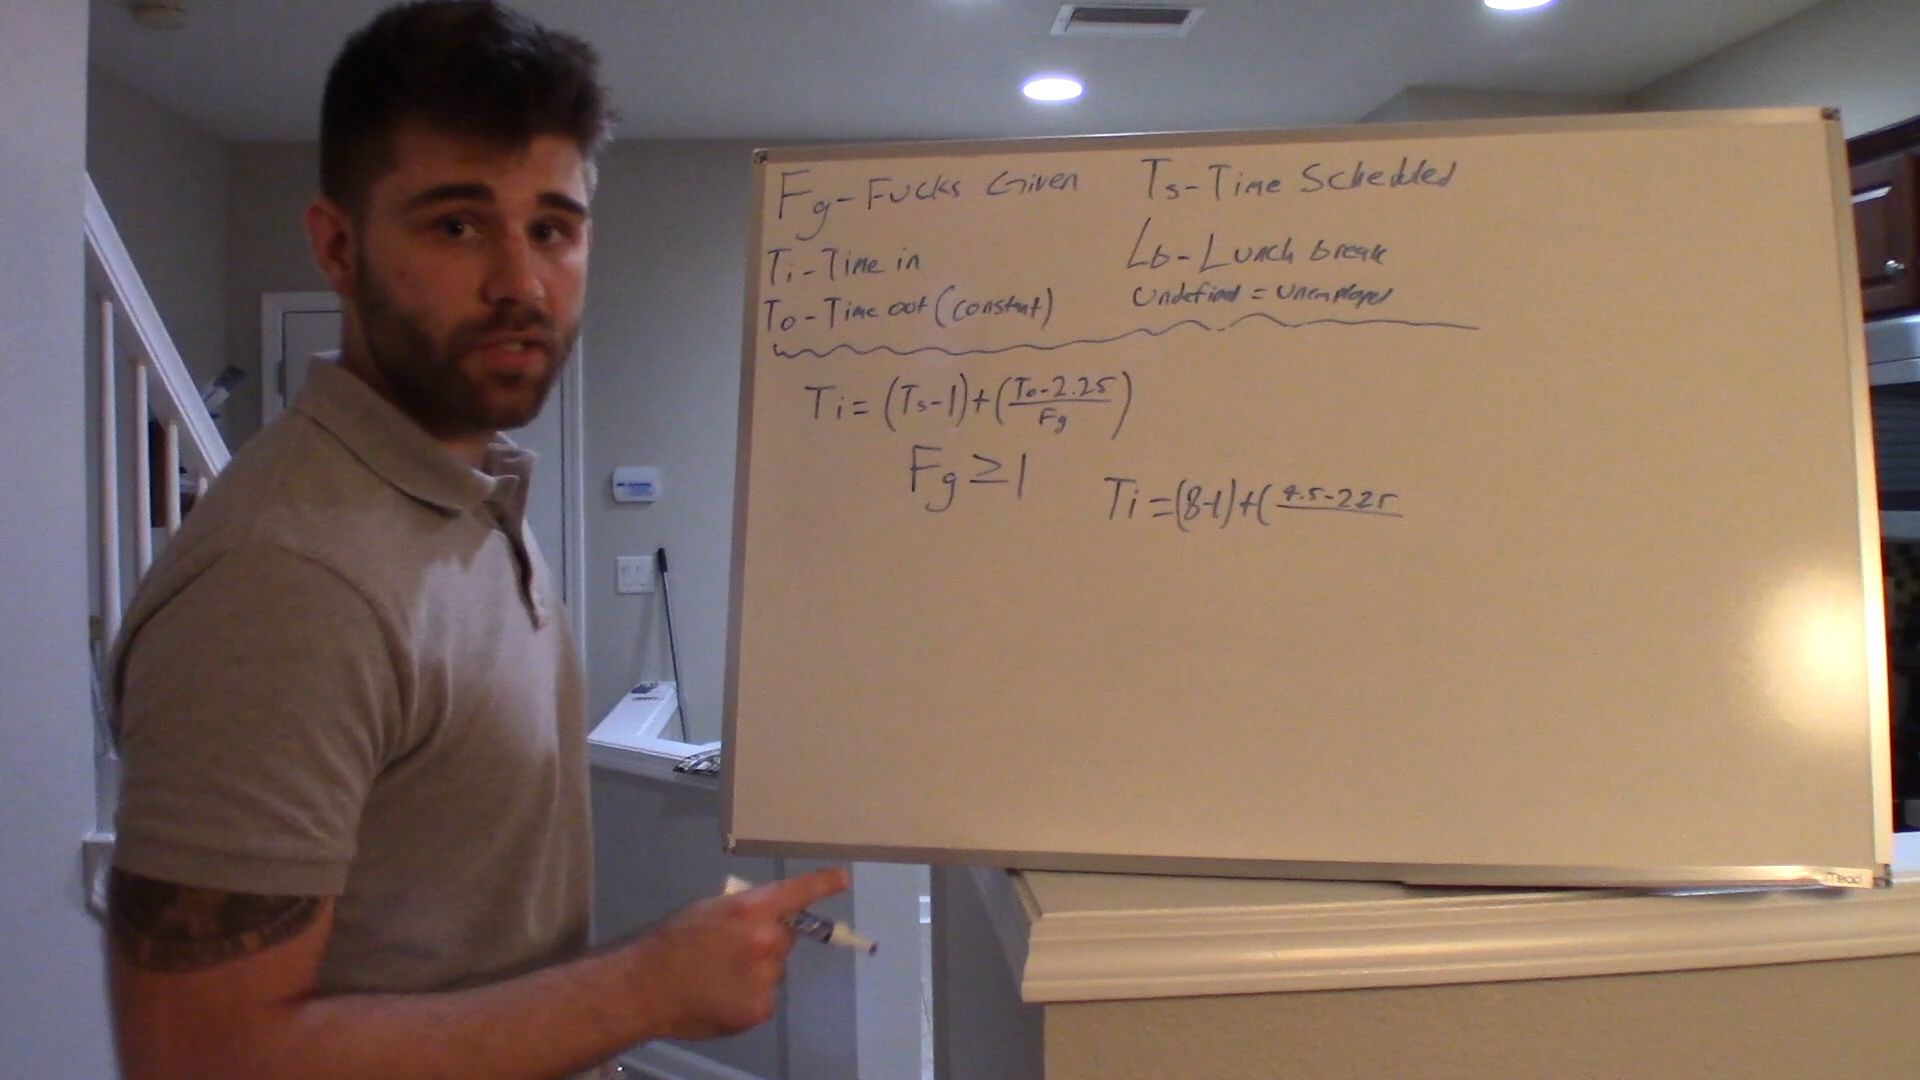 Fg - Fucks Given
Ti - Time in
To - Time out (constant)
Ts - Time Scheduled
Lb - Lunch break
Undefined = Unemployed
Ti = (Ts-1)+(To-2.25/Fg)
Fg ≥ 1
Ti = (8-1)+(4.5-2.25
Mead